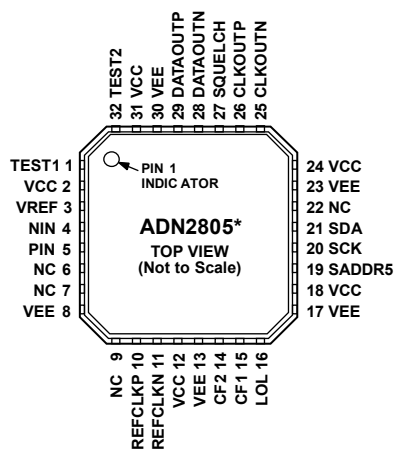 32 TEST2
31 VCC
30 VEE
29 DATAOUTP
28 DATAOUTN
27 SQUELCH
26 CLKOUTP
25 CLKOUTN
TEST1 1
VCC 2
VREF 3
NIN 4
PIN 5
NC 6
NC 7
VEE 8
PIN 1
INDIC ATOR
ADN2805*
TOP VIEW
(Not to Scale)
24 VCC
23 VEE
22 NC
21 SDA
20 SCK
19 SADDR5
18 VCC
17 VEE
NC 9
REFCLKP 10
REFCLKN 11
VCC 12
VEE 13
CF2 14
CF1 15
LOL 16